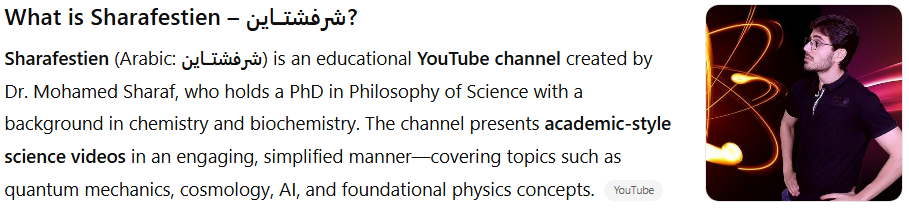 What is Sharafestien – شرفشتــاين?
Sharafestien (Arabic: شرفشتــاين) is an educational YouTube channel created by
Dr. Mohamed Sharaf, who holds a PhD in Philosophy of Science with a
background in chemistry and biochemistry. The channel presents academic-style
science videos in an engaging, simplified manner—covering topics such as
quantum mechanics, cosmology, AI, and foundational physics concepts. YouTube